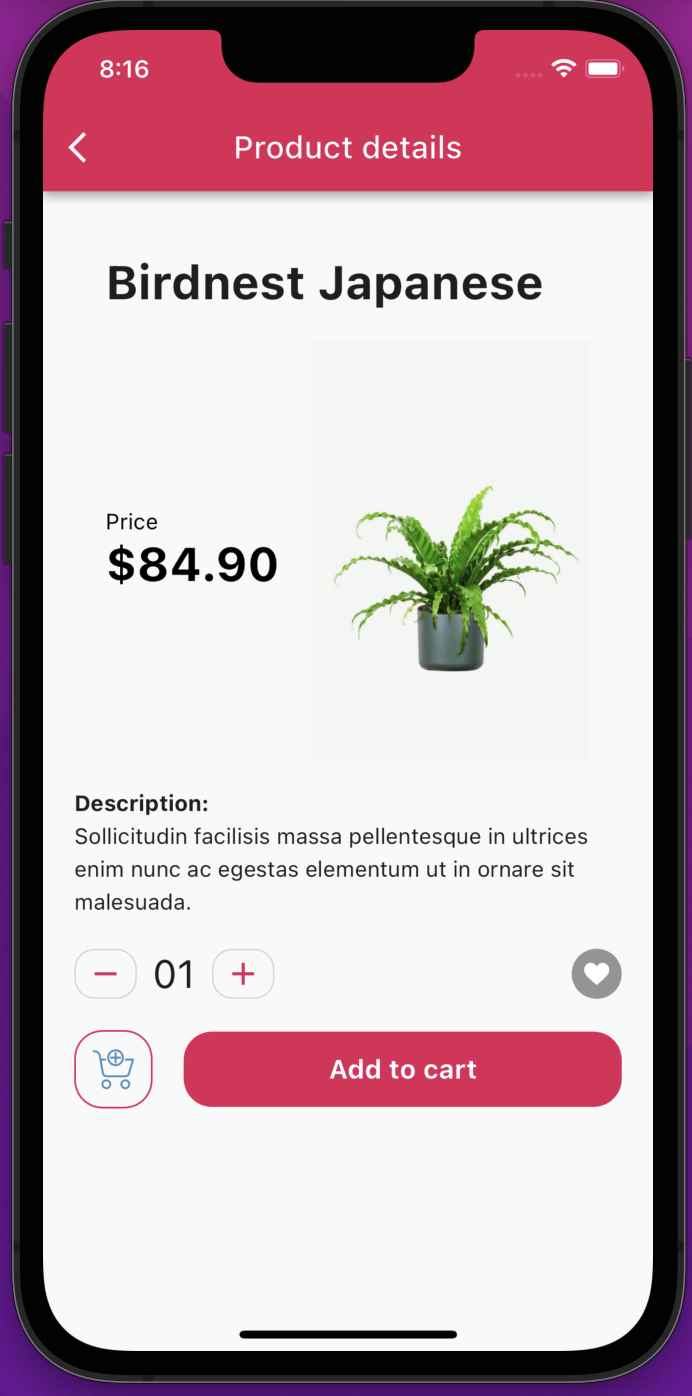 8:16
Product details
Birdnest Japanese
Price
$84.90
Description:
Sollicitudin facilisis massa pellentesque in ultrices
enim nunc ac egestas elementum ut in ornare sit
malesuada.
01
Add to cart